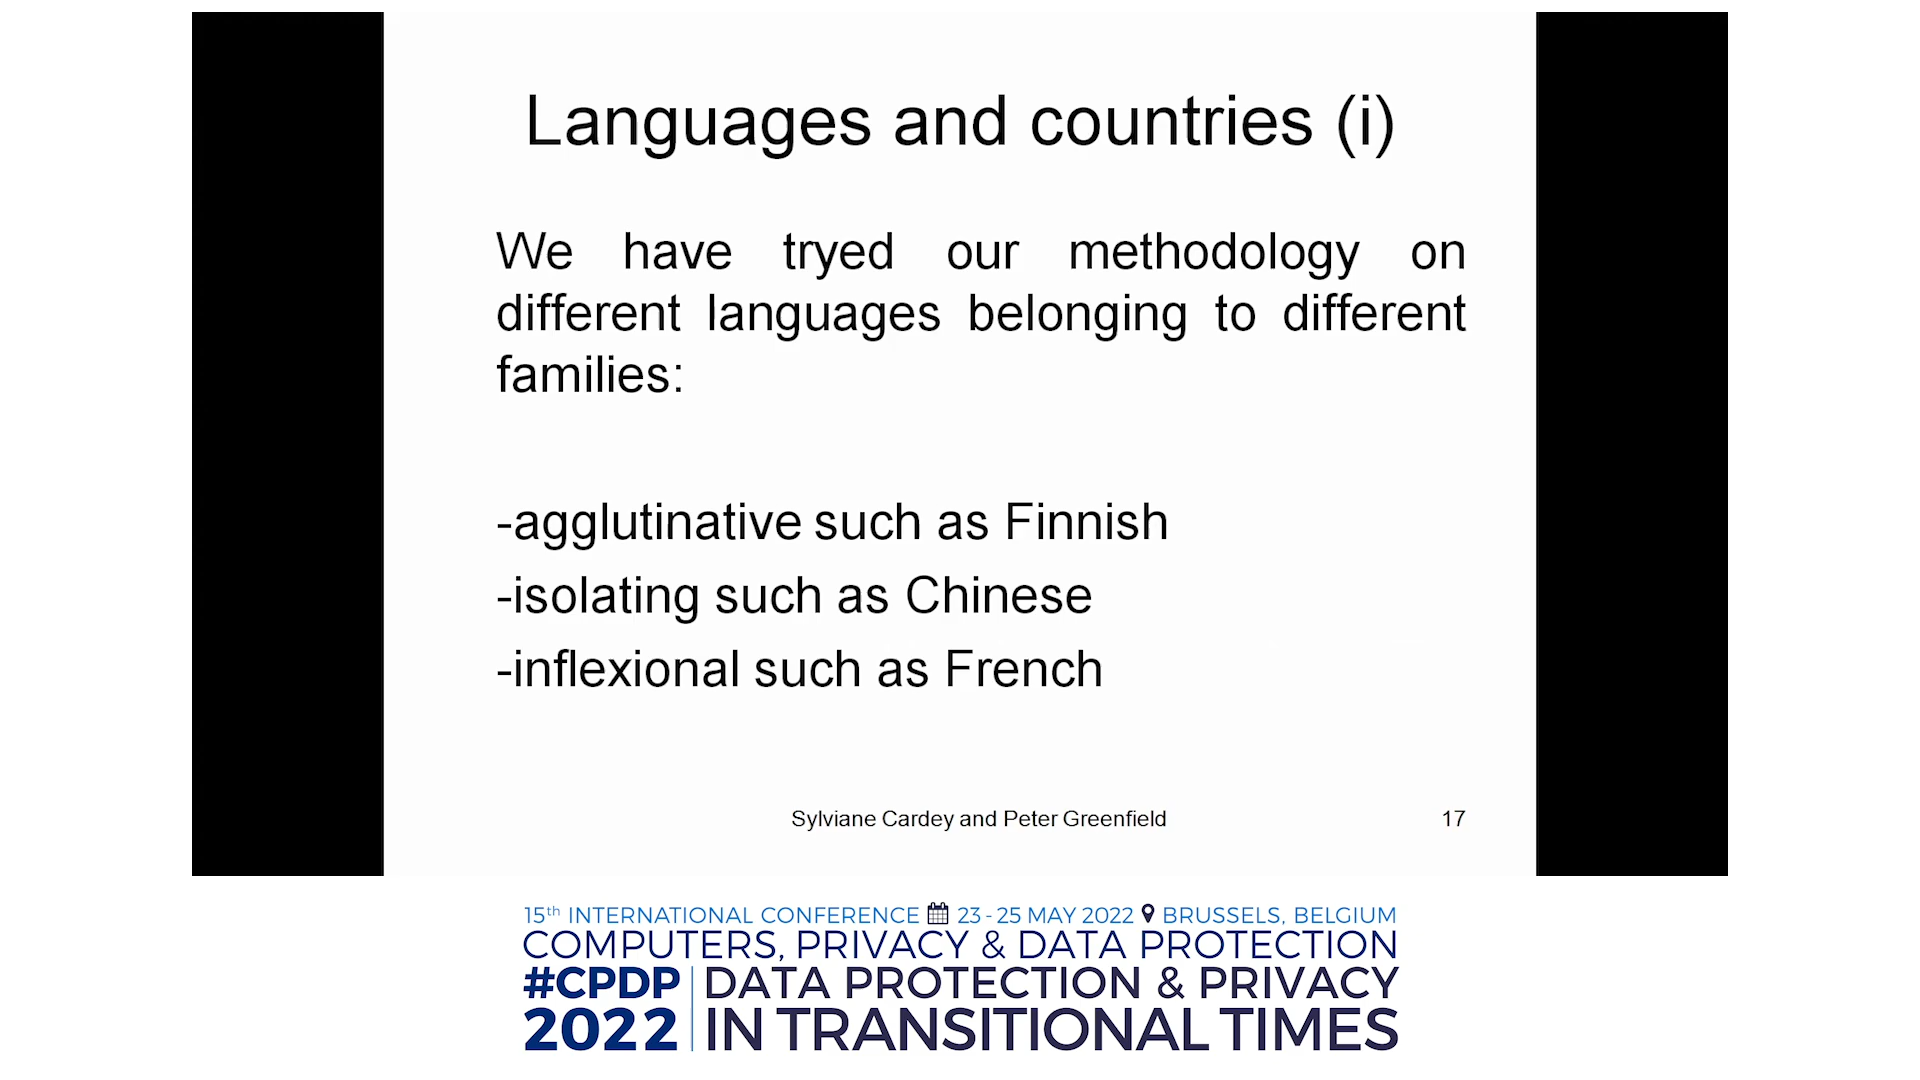 Languages and countries (i)
We have tryed our methodology on
different languages belonging to different
families:
-agglutinative such as Finnish
-isolating such as Chinese
-inflexional such as French
Sylviane Cardey and Peter Greenfield 17
15th INTERNATIONAL CONFERENCE 23 - 25 MAY 2022 BRUSSELS, BELGIUM
COMPUTERS, PRIVACY & DATA PROTECTION
#CPDP DATA PROTECTION & PRIVACY
2022 IN TRANSITIONAL TIMES